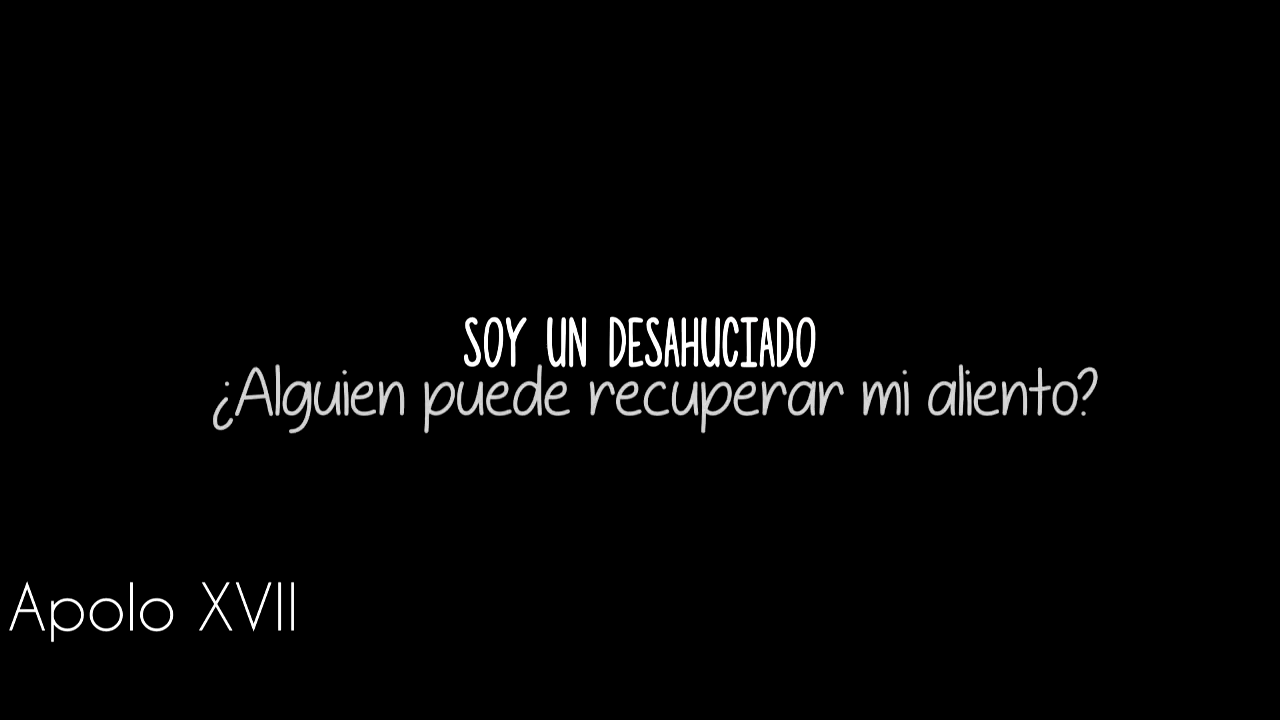 SOY UN DESAHUCIADO
¿Alguien puede recuperar mi aliento?
Apolo XVII